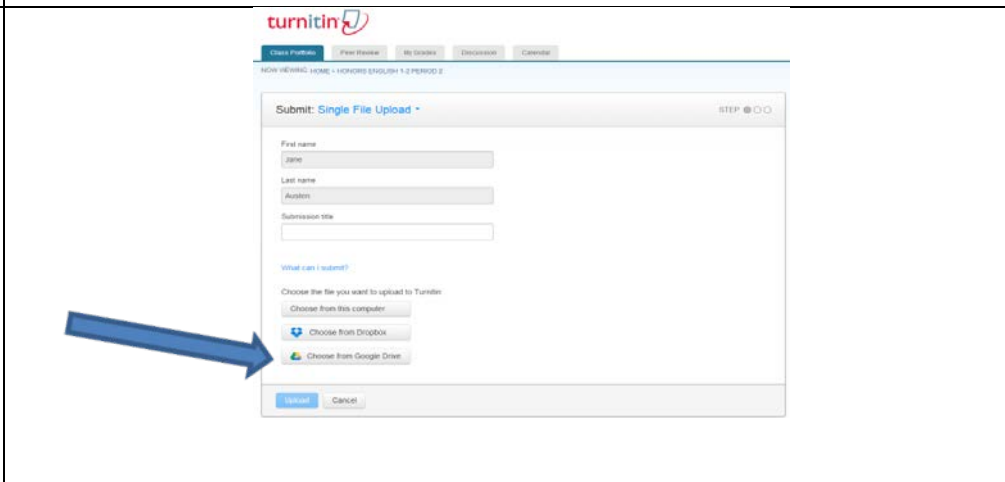 turnitin
Class Portfolio Peer Review My Grades Discussion Calendar
NOW VIEWING: HOME > HONORS ENGLISH 1-2 PERIOD 2
Submit: Single File Upload STEP
First name
Jane
Last name
Austen
Submission title
What can I submit?
Choose the file you want to upload to Turnitin
Choose from this computer
Choose from Dropbox
Choose from Google Drive
Upload Cancel